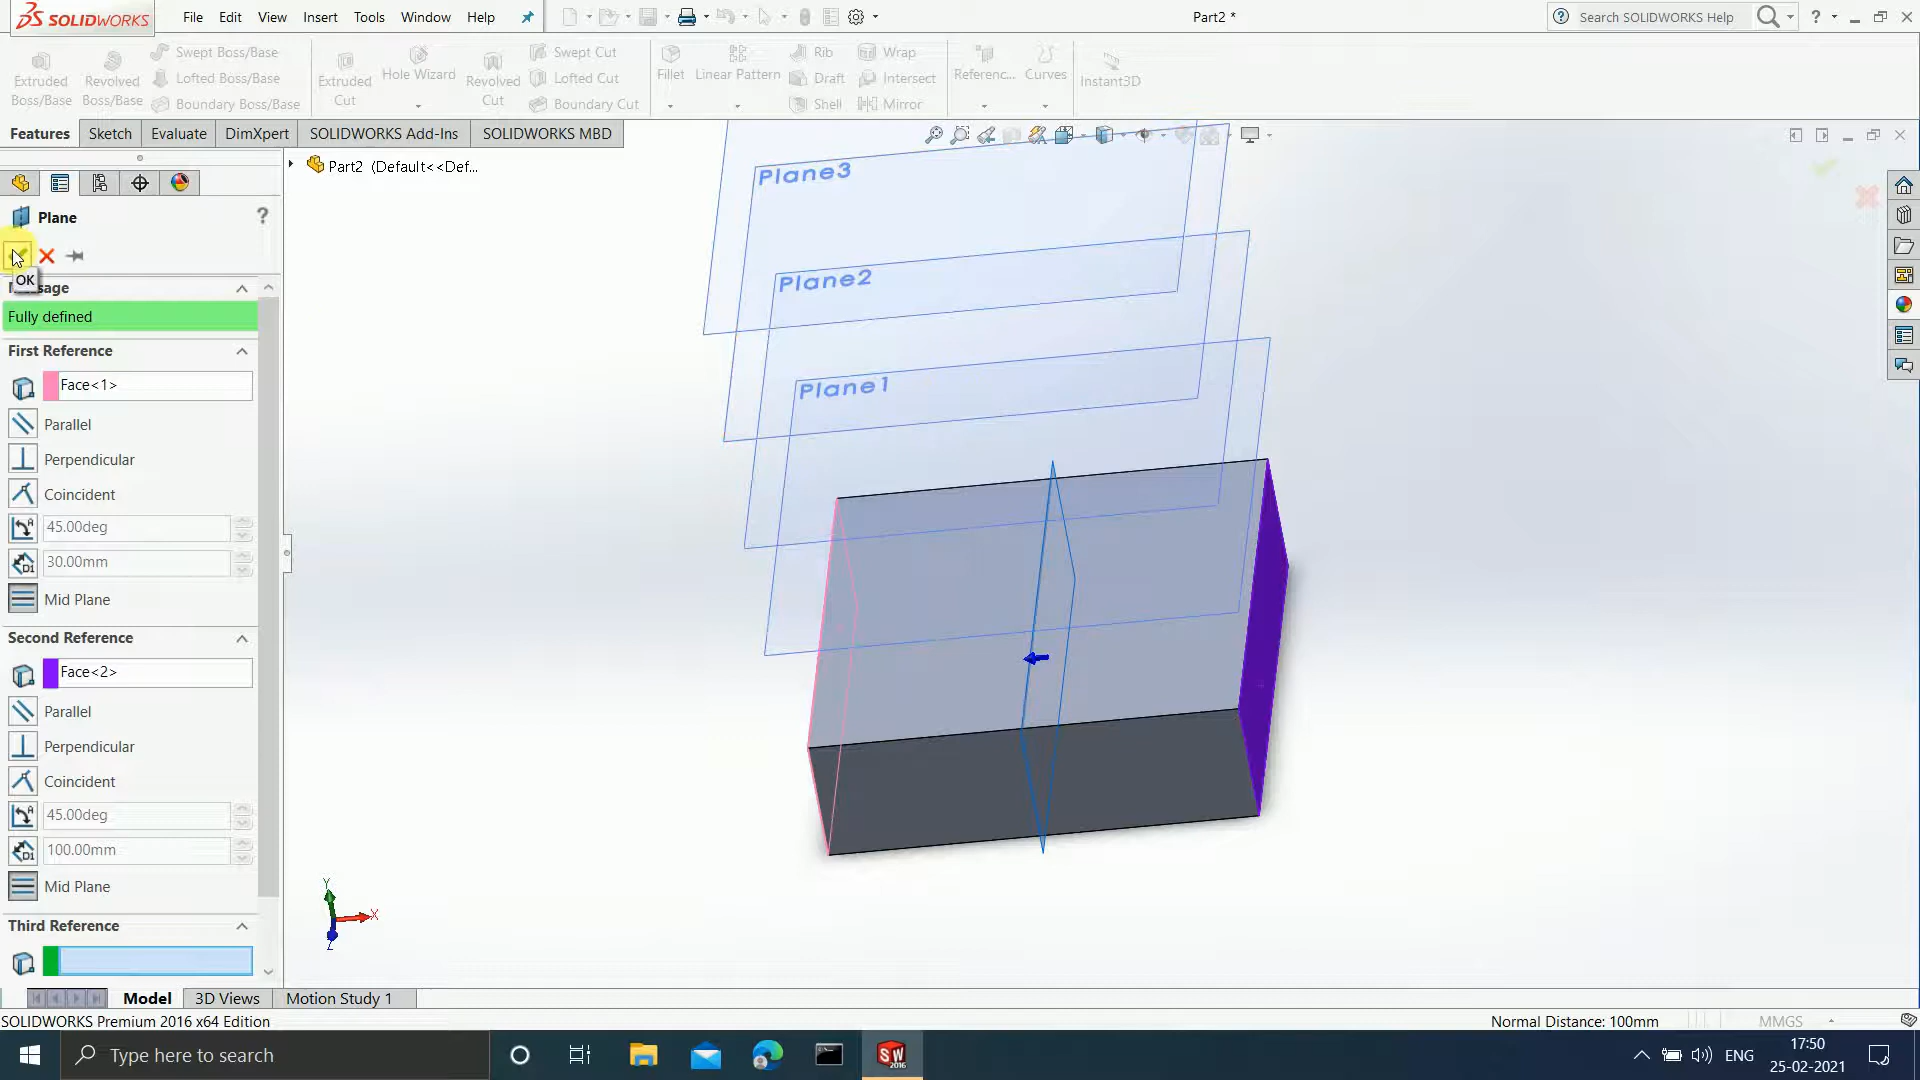 SOLIDWORKS
File Edit View Insert Tools Window Help
Part2 *
Search SOLIDWORKS Help
Extruded Boss/Base
Revolved Boss/Base
Swept Boss/Base
Lofted Boss/Base
Boundary Boss/Base
Extruded Cut
Hole Wizard
Revolved Cut
Swept Cut
Lofted Cut
Boundary Cut
Fillet
Linear Pattern
Rib
Draft
Shell
Wrap
Intersect
Mirror
Referenc...
Curves
Instant3D
Features Sketch Evaluate DimXpert SOLIDWORKS Add-Ins SOLIDWORKS MBD
Part2 (Default<<Def...
Plane
?
OK
Fully defined
First Reference
Face<1>
Parallel
Perpendicular
Coincident
45.00deg
30.00mm
Mid Plane
Second Reference
Face<2>
Parallel
Perpendicular
Coincident
45.00deg
100.00mm
Mid Plane
Third Reference
Plane3
Plane2
Plane1
Y
X
Z
Model 3D Views Motion Study 1
SOLIDWORKS Premium 2016 x64 Edition
Normal Distance: 100mm
MMGS
Type here to search
SW
2016
ENG
17:50
25-02-2021